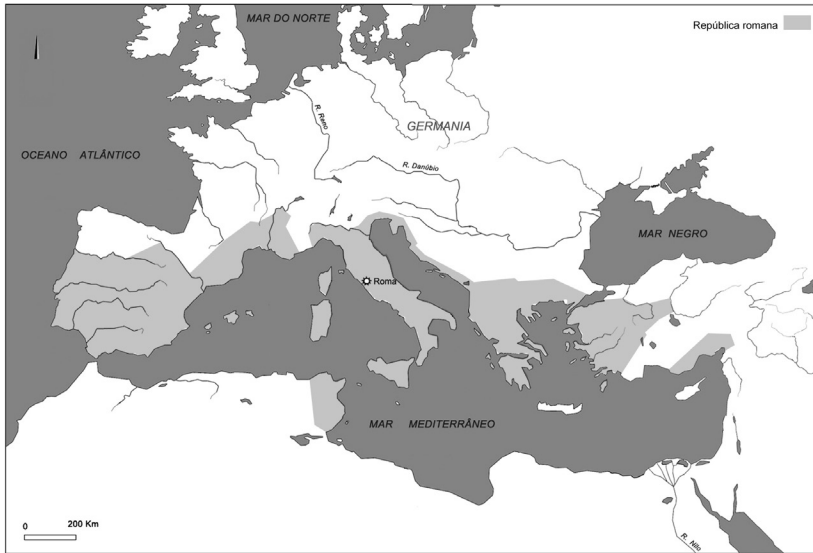 MAR DO NORTE
República romana
R. Reno
GERMANIA
OCEANO ATLÂNTICO
R. Danúbio
MAR NEGRO
Roma
MAR MEDITERRÂNEO
0 200 Km
R. Nilo